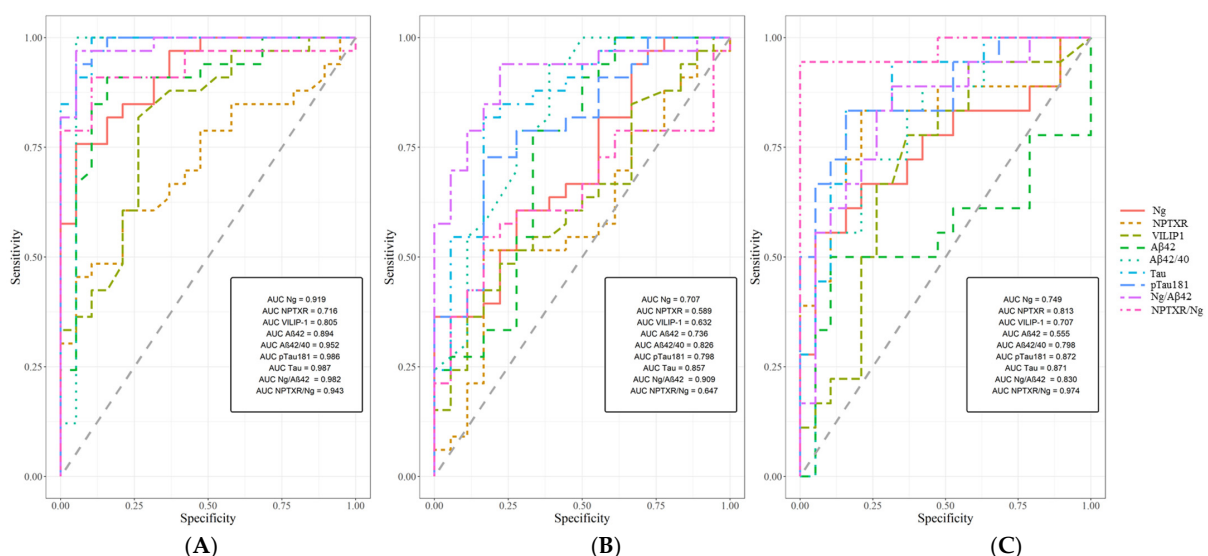 1.00
0.75
0.50
0.25
0.00
Sensitivity
AUC Ng = 0.919
AUC NPTXR = 0.716
AUC VILIP-1 = 0.805
AUC Aß42 = 0.894
AUC Aß42/40 = 0.952
AUC pTau181 = 0.986
AUC Tau = 0.987
AUC Ng/Aß42 = 0.982
AUC NPTXR/Ng = 0.943
0.00 0.25 0.50 0.75 1.00
Specificity
(A)
1.00
0.75
0.50
0.25
0.00
Sensitivity
AUC Ng = 0.707
AUC NPTXR = 0.589
AUC VILIP-1 = 0.632
AUC Aß42 = 0.736
AUC Aß42/40 = 0.826
AUC pTau181 = 0.798
AUC Tau = 0.857
AUC Ng/Aß42 = 0.909
AUC NPTXR/Ng = 0.647
0.00 0.25 0.50 0.75 1.00
Specificity
(B)
1.00
0.75
0.50
0.25
0.00
Sensitivity
AUC Ng = 0.749
AUC NPTXR = 0.813
AUC VILIP-1 = 0.707
AUC Aß42 = 0.555
AUC Aß42/40 = 0.798
AUC pTau181 = 0.872
AUC Tau = 0.871
AUC Ng/Aß42 = 0.830
AUC NPTXR/Ng = 0.974
0.00 0.25 0.50 0.75 1.00
Specificity
(C)
Ng
NPTXR
VILIP1
Aβ42
Aβ42/40
Tau
pTau181
Ng/Aβ42
NPTXR/Ng